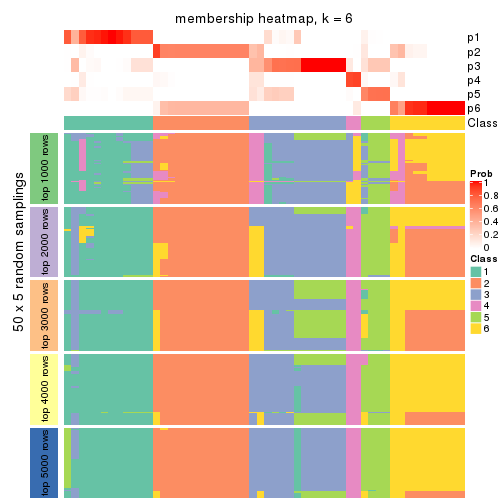 membership heatmap, k = 6
p1
p2
p3
p4
p5
p6
Class
50 x 5 random samplings
top 1000 rows
top 2000 rows
top 3000 rows
top 4000 rows
top 5000 rows
Prob
1
0.8
0.6
0.4
0.2
0
Class
1
2
3
4
5
6